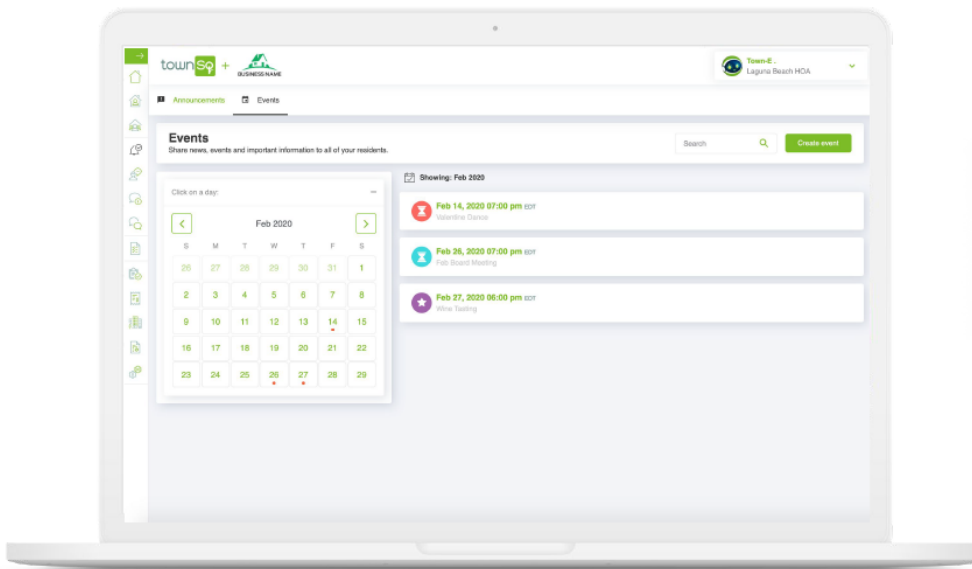 townSq +
BUSINESS NAME
Town-E .
Laguna Beach HOA
Announcements Events
Events
Share news, events and important information to all of your residents.
Search
Create event
Click on a day:
Feb 2020
S M T W T F S
26 27 28 29 30 31 1
2 3 4 5 6 7 8
9 10 11 12 13 14 15
16 17 18 19 20 21 22
23 24 25 26 27 28 29
Showing: Feb 2020
Feb 14, 2020 07:00 pm EDT
Valentine Dance
Feb 26, 2020 07:00 pm EDT
Feb Board Meeting
Feb 27, 2020 06:00 pm EDT
Wine Tasting